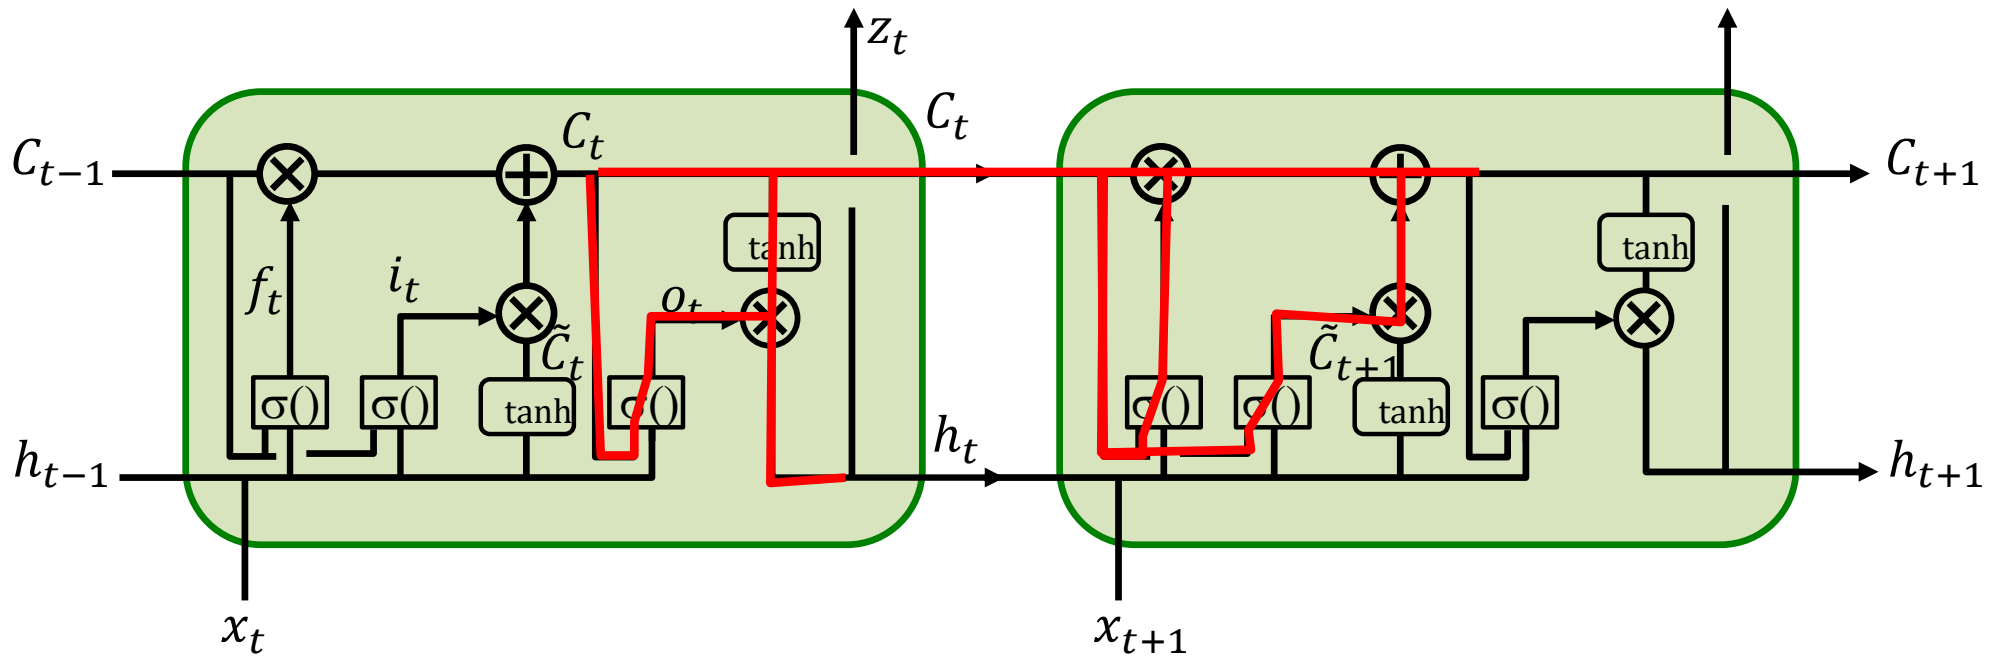 z_t
C_t
C_t
C_{t-1}
C_{t+1}
f_t
i_t
C̃_t
o_t
tanh
C̃_{t+1}
tanh
σ()
σ()
tanh
σ()
σ()
σ()
tanh
σ()
h_{t-1}
h_t
h_{t+1}
x_t
x_{t+1}